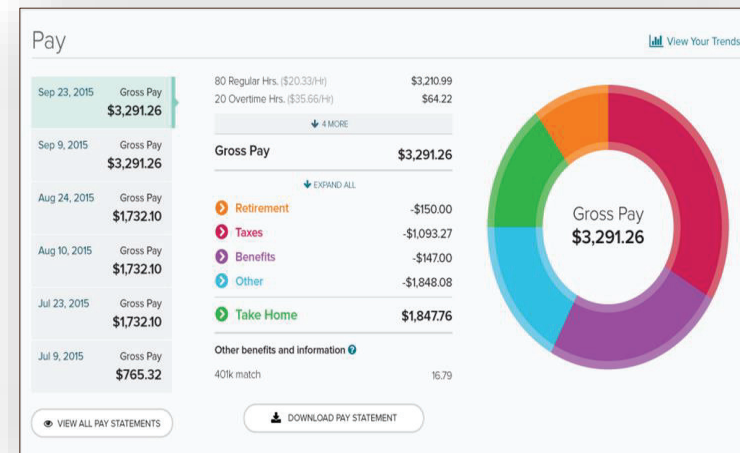 Pay
View Your Trends
Sep 23, 2015 Gross Pay
$3,291.26
Sep 9, 2015 Gross Pay
$3,291.26
Aug 24, 2015 Gross Pay
$1,732.10
Aug 10, 2015 Gross Pay
$1,732.10
Jul 23, 2015 Gross Pay
$1,732.10
Jul 9, 2015 Gross Pay
$765.32
VIEW ALL PAY STATEMENTS
80 Regular Hrs. ($20.33/Hr) $3,210.99
20 Overtime Hrs. ($35.66/Hr) $64.22
4 MORE
Gross Pay $3,291.26
EXPAND ALL
Retirement -$150.00
Taxes -$1,093.27
Benefits -$147.00
Other -$1,848.08
Take Home $1,847.76
Other benefits and information ?
401k match 16.79
DOWNLOAD PAY STATEMENT
Gross Pay
$3,291.26